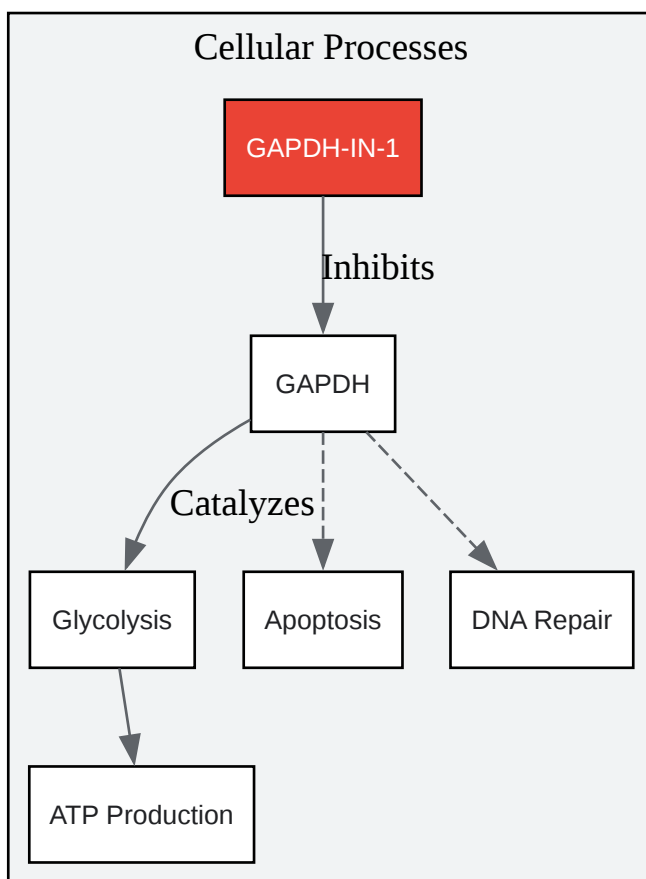 Cellular Processes
GAPDH-IN-1
Inhibits
GAPDH
Catalyzes
Glycolysis
Apoptosis
DNA Repair
ATP Production